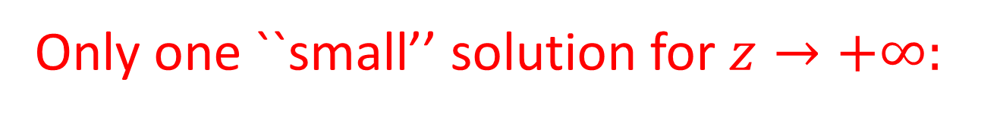 Only one ``small’’ solution for 𝑧 → +∞: